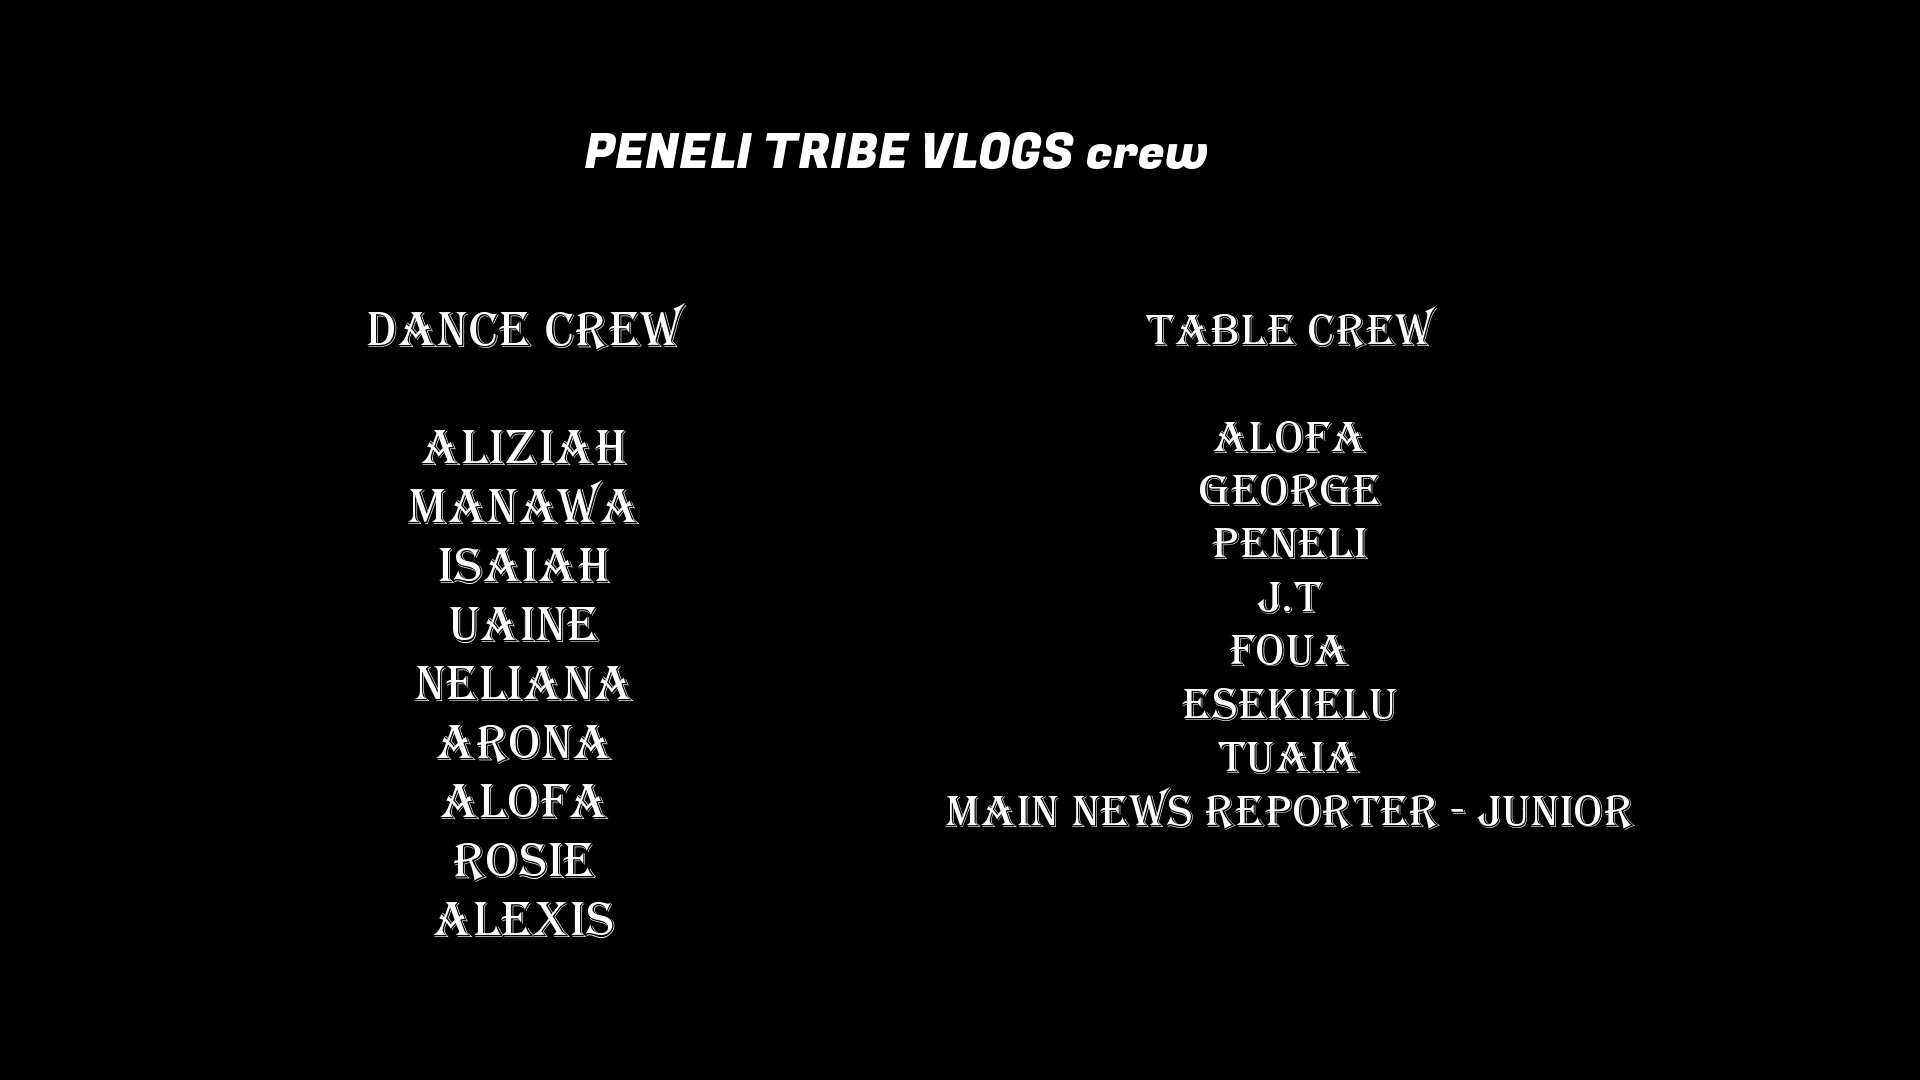 PENELI TRIBE VLOGS crew
DANCE CREW
ALIZIAH
MANAWA
ISAIAH
UAINE
NELIANA
ARONA
ALOFA
ROSIE
ALEXIS
TABLE CREW
ALOFA
GEORGE
PENELI
J.T
FOUA
ESEKIELU
TUAIA
MAIN NEWS REPORTER - JUNIOR